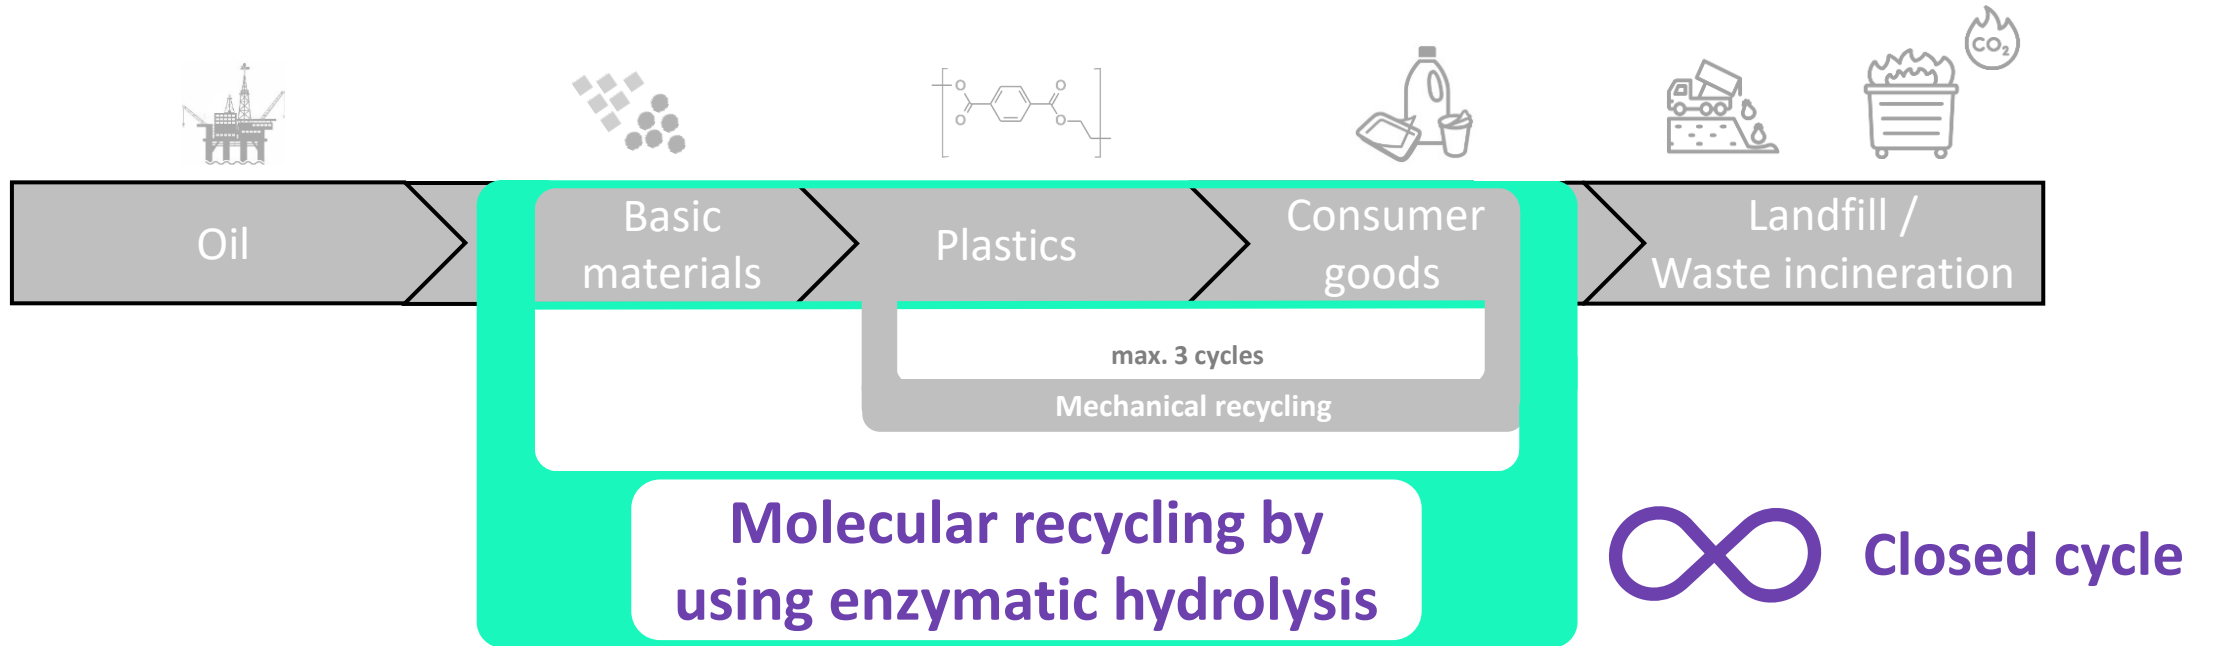 CO₂
O
O
O
O
Oil
Basic
materials
Plastics
Consumer
goods
Landfill /
Waste incineration
max. 3 cycles
Mechanical recycling
Molecular recycling by
using enzymatic hydrolysis
Closed cycle